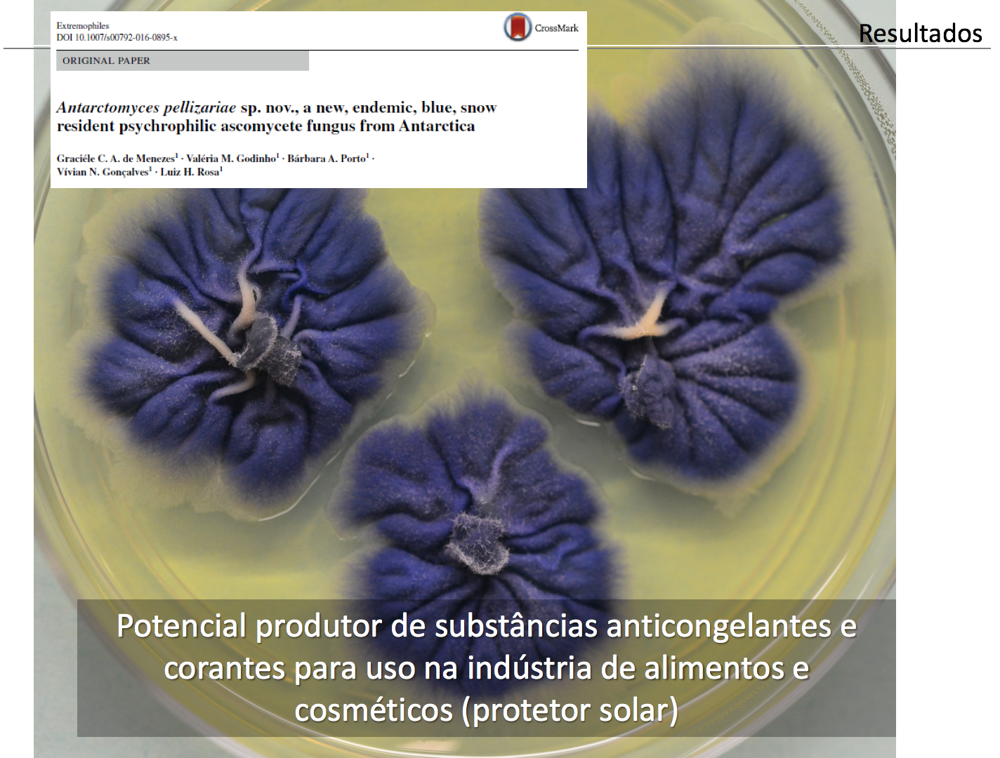 Extremophiles
DOI 10.1007/s00792-016-0895-x
CrossMark
Resultados
ORIGINAL PAPER
Antarctomyces pellizariae sp. nov., a new, endemic, blue, snow
resident psychrophilic ascomycete fungus from Antarctica
Graciéle C. A. de Menezes¹ · Valéria M. Godinho¹ · Bárbara A. Porto¹ ·
Vívian N. Gonçalves¹ · Luiz H. Rosa¹
Potencial produtor de substâncias anticongelantes e
corantes para uso na indústria de alimentos e
cosméticos (protetor solar)